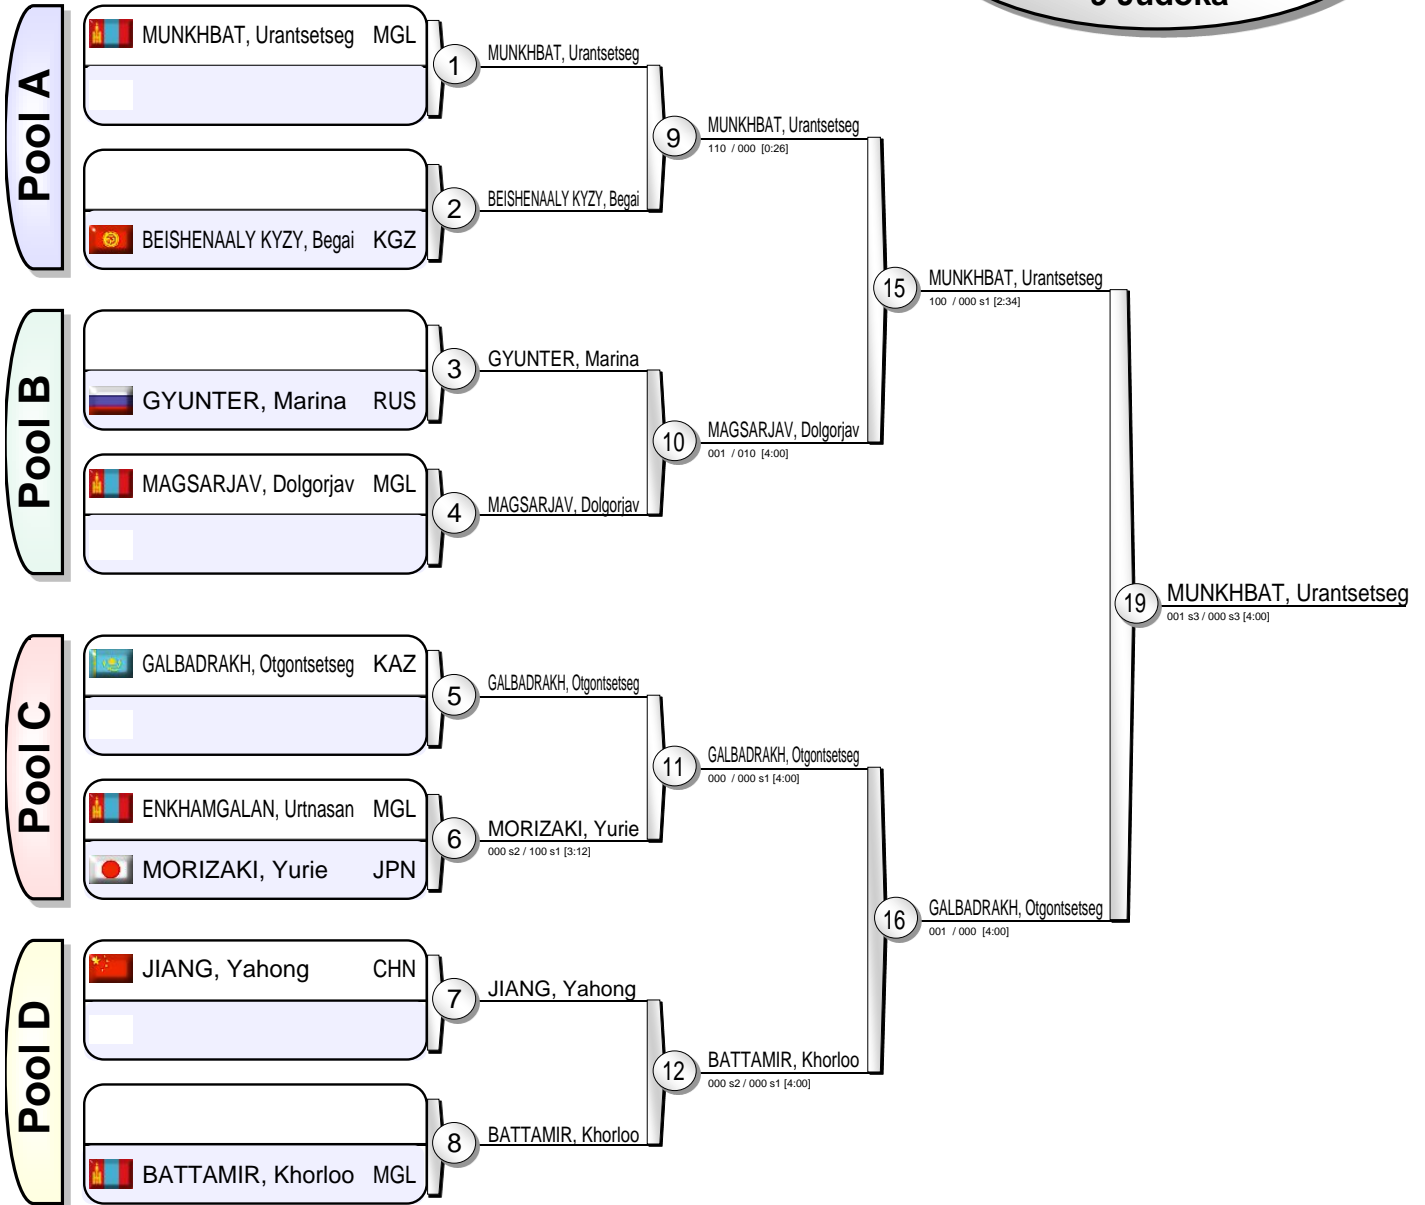 9 Judoka
Pool A
MUNKHBAT, Urantsetseg MGL
1
MUNKHBAT, Urantsetseg
2
BEISHENAALY KYZY, Begai
BEISHENAALY KYZY, Begai KGZ
9
MUNKHBAT, Urantsetseg
110 / 000 [0:26]
Pool B
3
GYUNTER, Marina
GYUNTER, Marina RUS
MAGSARJAV, Dolgorjav MGL
4
MAGSARJAV, Dolgorjav
10
MAGSARJAV, Dolgorjav
001 / 010 [4:00]
15
MUNKHBAT, Urantsetseg
100 / 000 s1 [2:34]
Pool C
GALBADRAKH, Otgontsetseg KAZ
5
GALBADRAKH, Otgontsetseg
ENKHAMGALAN, Urtnasan MGL
6
MORIZAKI, Yurie
000 s2 / 100 s1 [3:12]
MORIZAKI, Yurie JPN
11
GALBADRAKH, Otgontsetseg
000 / 000 s1 [4:00]
Pool D
JIANG, Yahong CHN
7
JIANG, Yahong
8
BATTAMIR, Khorloo
BATTAMIR, Khorloo MGL
12
BATTAMIR, Khorloo
000 s2 / 000 s1 [4:00]
16
GALBADRAKH, Otgontsetseg
001 / 000 [4:00]
19
MUNKHBAT, Urantsetseg
001 s3 / 000 s3 [4:00]